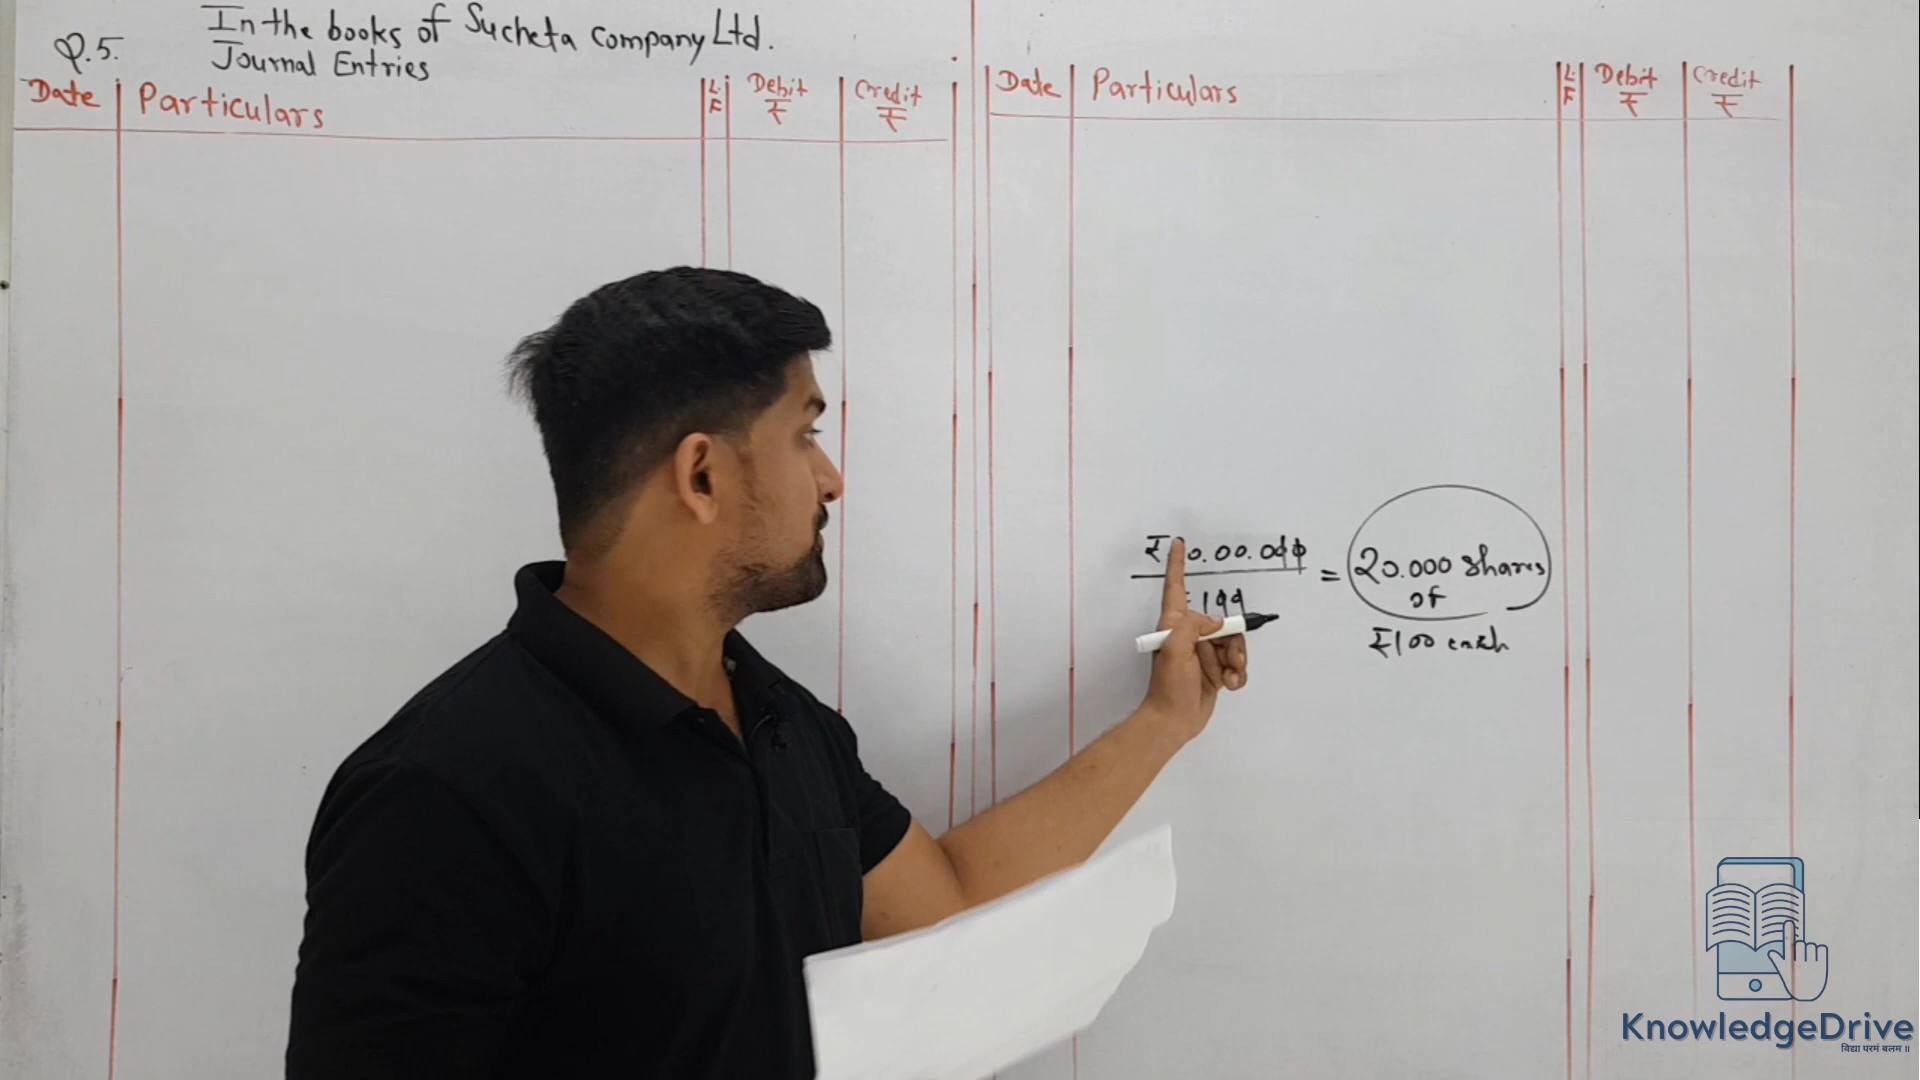 In the books of Sucheta company Ltd.
Q.5.
Journal Entries
Date Particulars L.F Debit ₹ Credit ₹
Date Particulars L.F Debit ₹ Credit ₹
0.00.000 = 20.000 shares
100
of
₹100 each
KnowledgeDrive
विद्या परमं बलम ॥